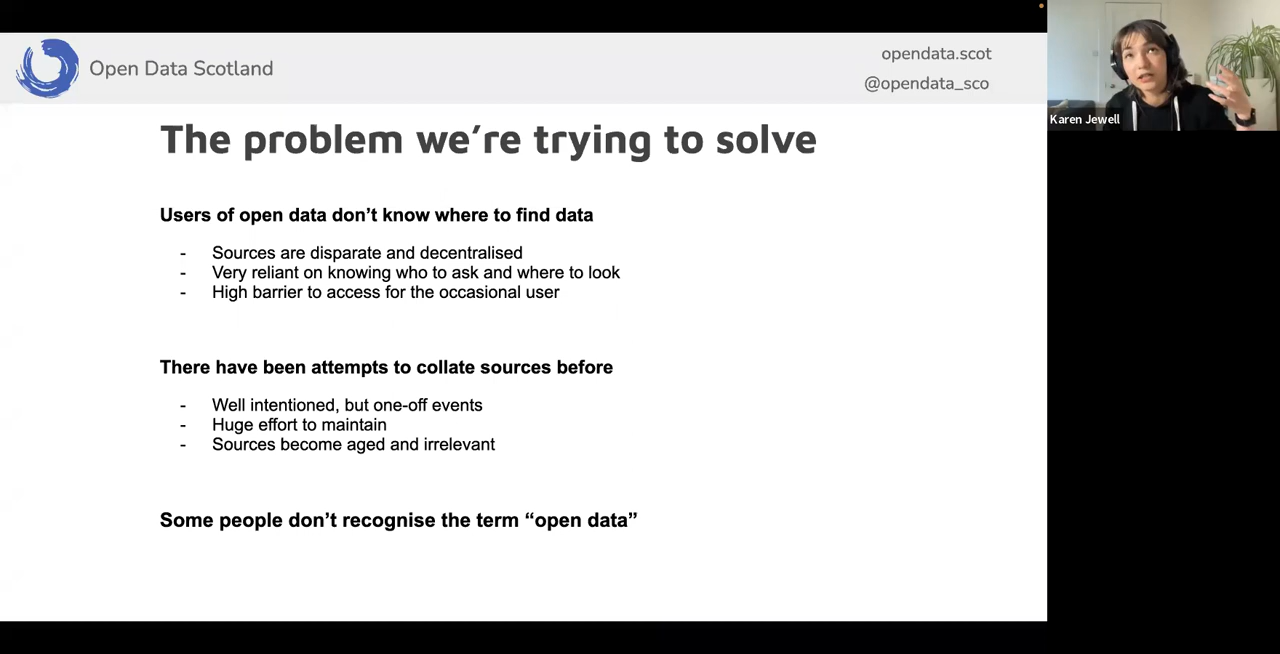 Open Data Scotland
opendata.scot
@opendata_sco
Karen Jewell
The problem we’re trying to solve
Users of open data don’t know where to find data
- Sources are disparate and decentralised
- Very reliant on knowing who to ask and where to look
- High barrier to access for the occasional user
There have been attempts to collate sources before
- Well intentioned, but one-off events
- Huge effort to maintain
- Sources become aged and irrelevant
Some people don’t recognise the term “open data”